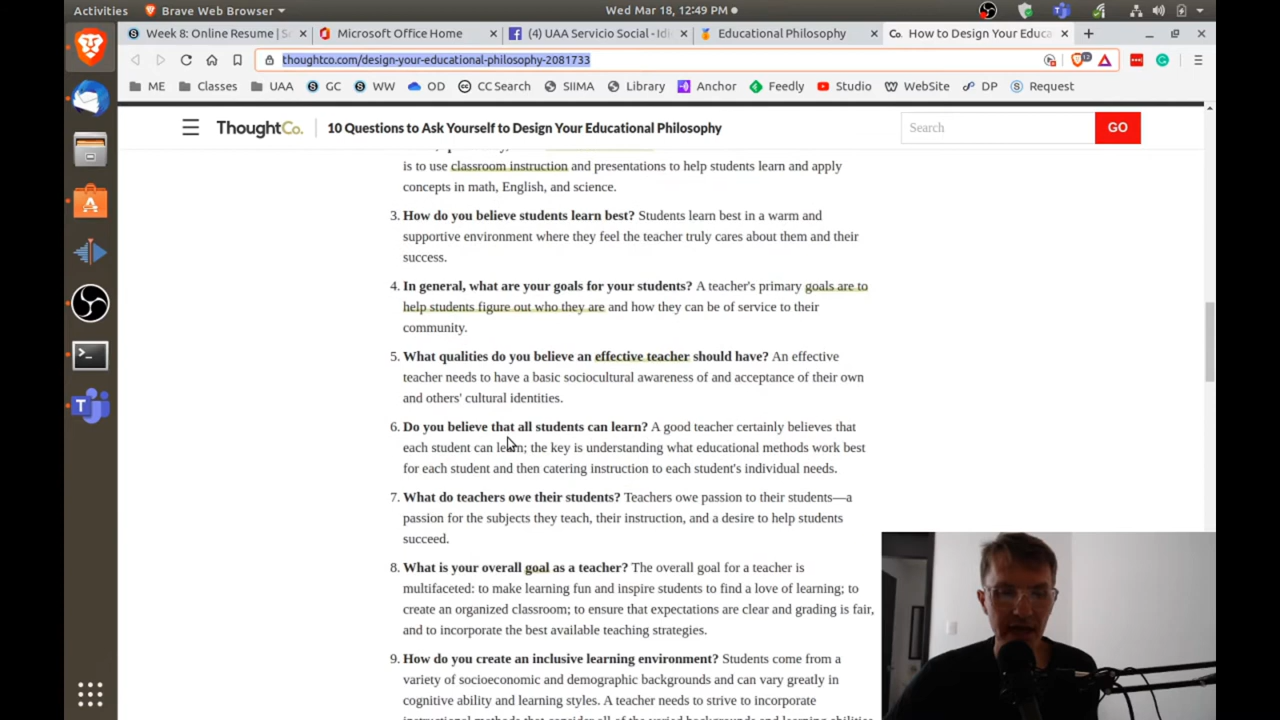 Activities Brave Web Browser Wed Mar 18, 12:49 PM
Week 8: Online Resume | S Microsoft Office Home (4) UAA Servicio Social - Idi Educational Philosophy Co. How to Design Your Educa
thoughtco.com/design-your-educational-philosophy-2081733
ME Classes UAA GC WW OD CC Search SIIMA Library Anchor Feedly Studio WebSite DP Request
ThoughtCo. 10 Questions to Ask Yourself to Design Your Educational Philosophy Search GO
is to use classroom instruction and presentations to help students learn and apply
concepts in math, English, and science.
3. How do you believe students learn best? Students learn best in a warm and
supportive environment where they feel the teacher truly cares about them and their
success.
4. In general, what are your goals for your students? A teacher's primary goals are to
help students figure out who they are and how they can be of service to their
community.
5. What qualities do you believe an effective teacher should have? An effective
teacher needs to have a basic sociocultural awareness of and acceptance of their own
and others' cultural identities.
6. Do you believe that all students can learn? A good teacher certainly believes that
each student can learn; the key is understanding what educational methods work best
for each student and then catering instruction to each student's individual needs.
7. What do teachers owe their students? Teachers owe passion to their students—a
passion for the subjects they teach, their instruction, and a desire to help students
succeed.
8. What is your overall goal as a teacher? The overall goal for a teacher is
multifaceted: to make learning fun and inspire students to find a love of learning; to
create an organized classroom; to ensure that expectations are clear and grading is fair,
and to incorporate the best available teaching strategies.
9. How do you create an inclusive learning environment? Students come from a
variety of socioeconomic and demographic backgrounds and can vary greatly in
cognitive ability and learning styles. A teacher needs to strive to incorporate
instructional methods that consider all of the varied backgrounds and learning abilities